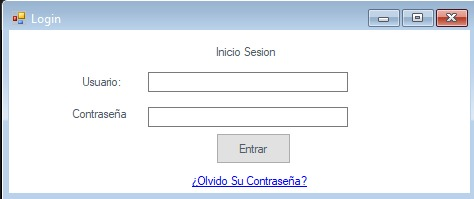 Login
Inicio Sesion
Usuario:
Contraseña
Entrar
¿Olvido Su Contraseña?